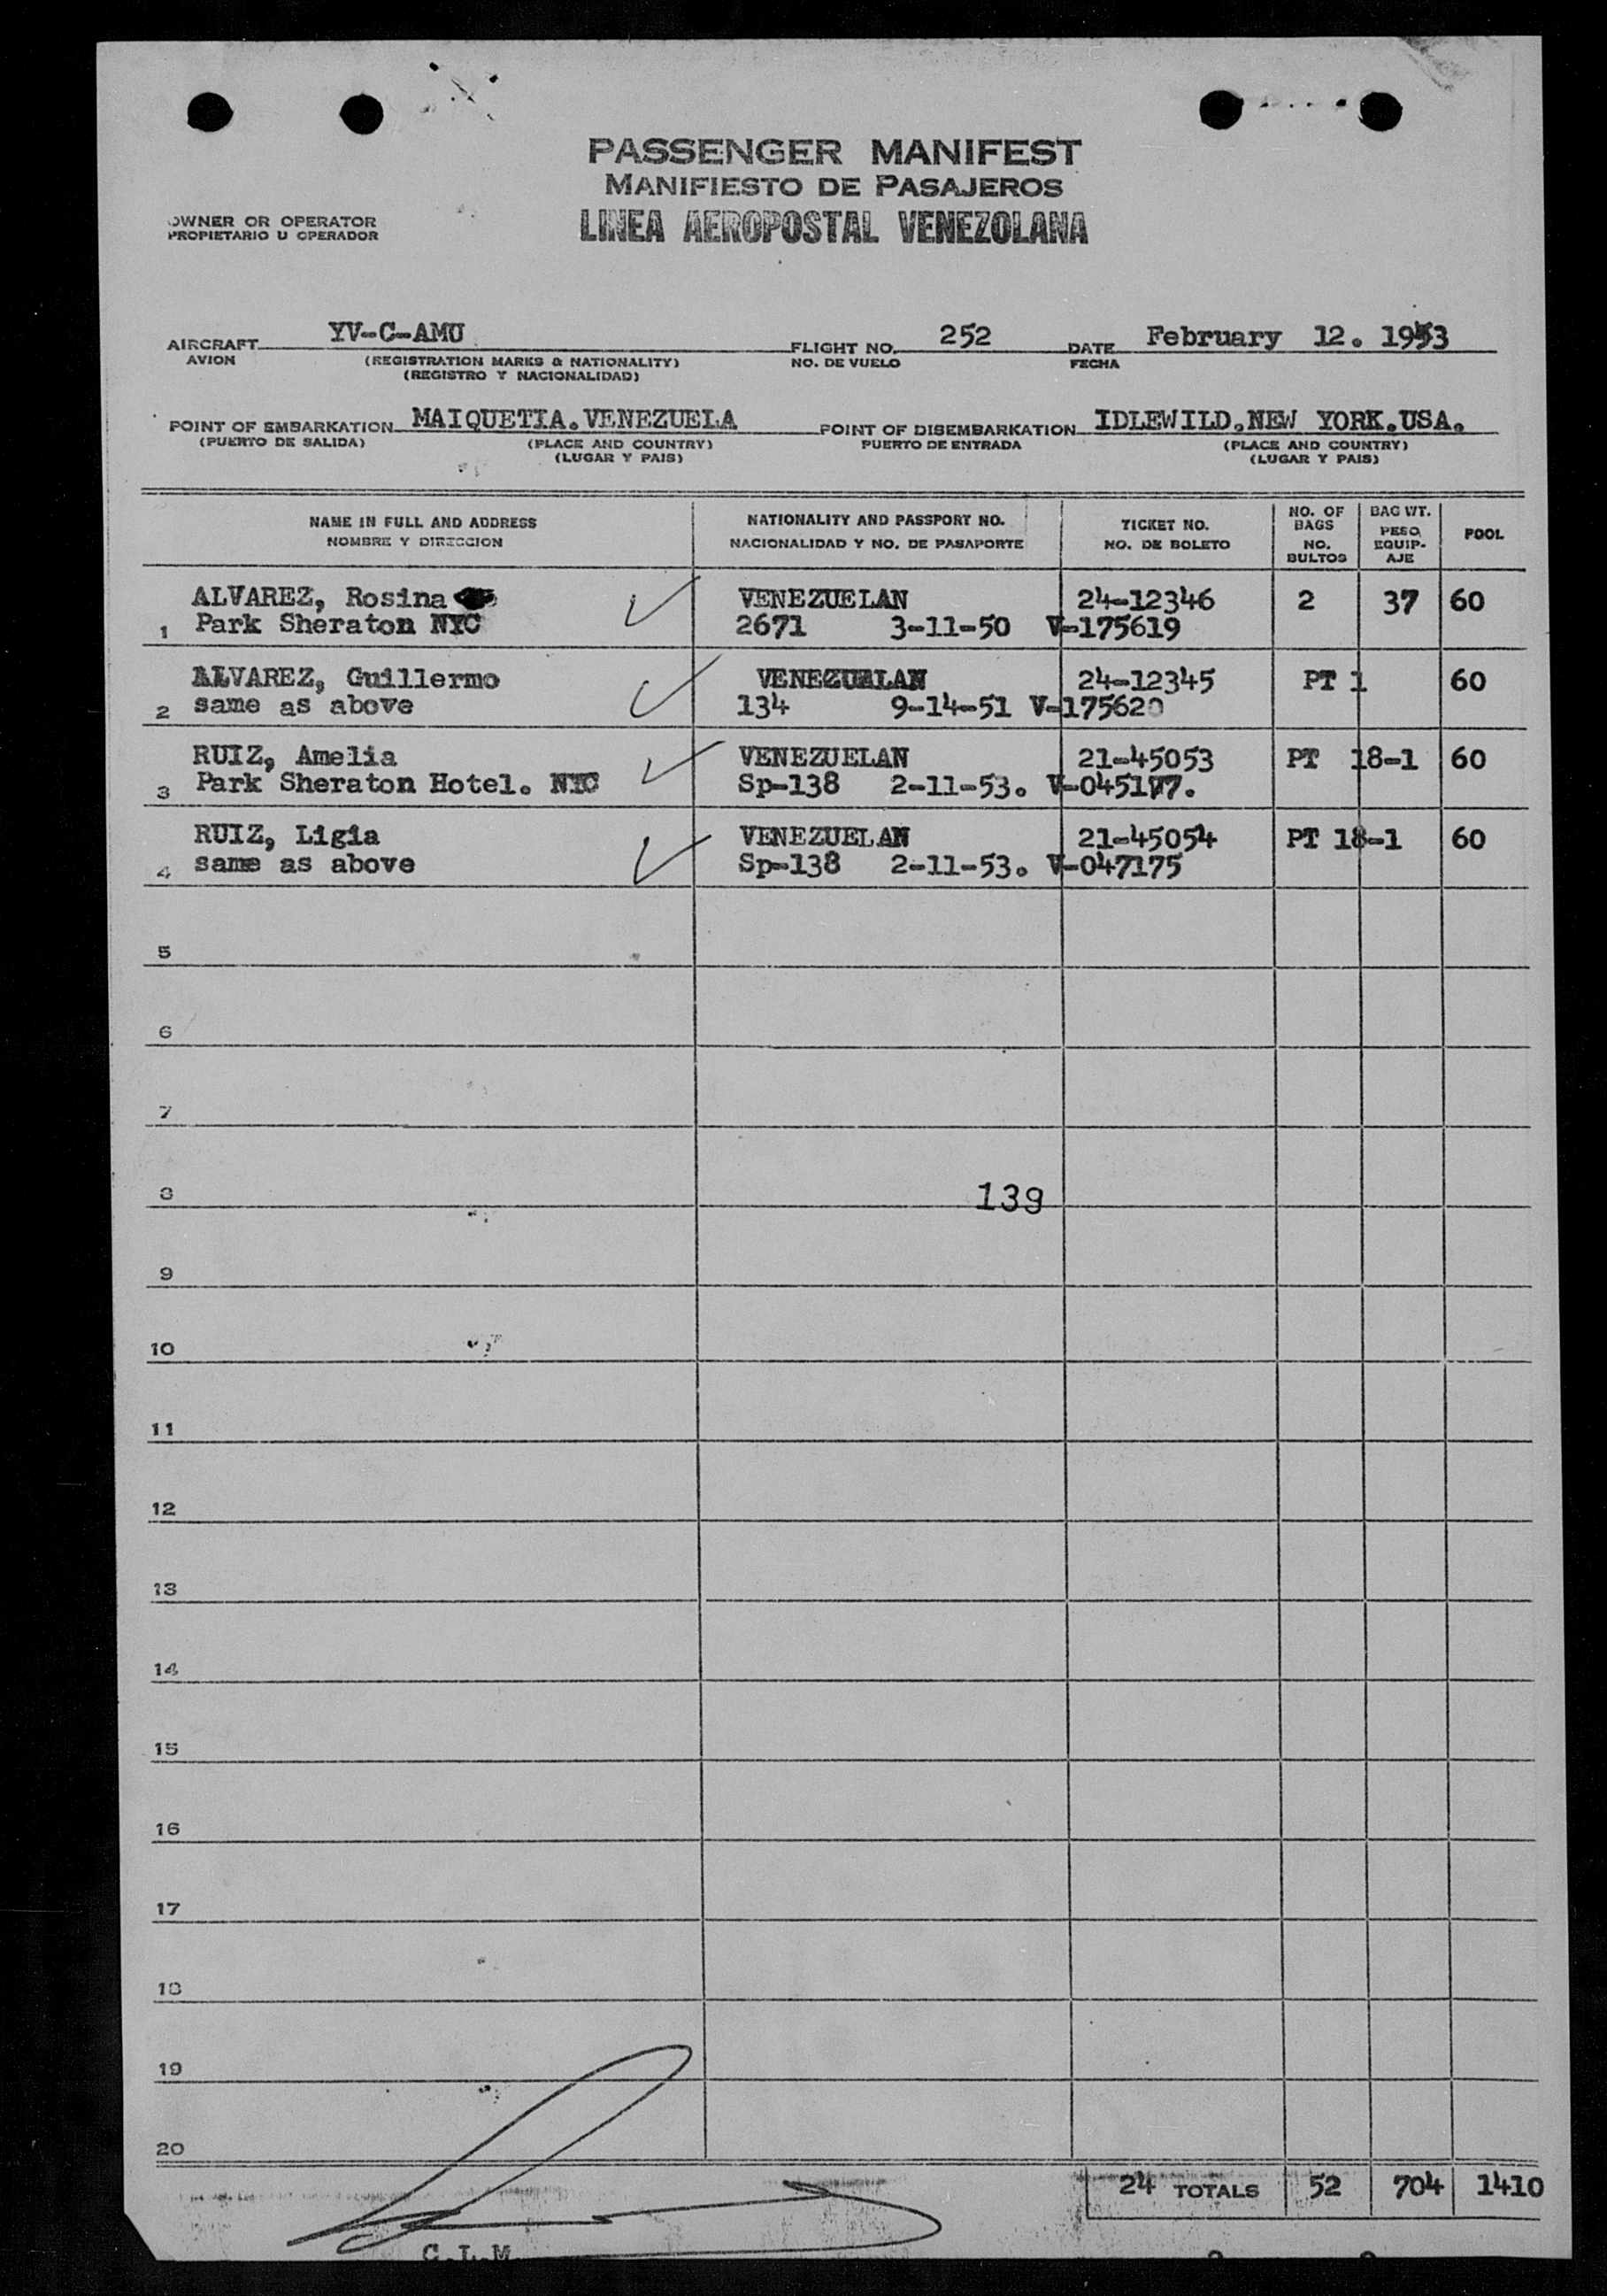 PASSENGER MANIFEST
MANIFIESTO DE PASAJEROS
OWNER OR OPERATOR
PROPIETARIO U OPERADOR
LINEA AEROPOSTAL VENEZOLANA
AIRCRAFT YV-C-AMU FLIGHT NO. 252 DATE February 12. 1953
AVION (REGISTRATION MARKS & NATIONALITY) NO. DE VUELO FECHA
(REGISTRO Y NACIONALIDAD)
POINT OF EMBARKATION MAIQUETIA.VENEZUELA POINT OF DISEMBARKATION IDLEWILD.NEW YORK.USA.
(PUERTO DE SALIDA) (PLACE AND COUNTRY) PUERTO DE ENTRADA (PLACE AND COUNTRY)
(LUGAR Y PAIS) (LUGAR Y PAIS)
NAME IN FULL AND ADDRESS
NOMBRE Y DIRECCION
NATIONALITY AND PASSPORT NO.
NACIONALIDAD Y NO. DE PASAPORTE
TICKET NO.
NO. DE BOLETO
NO. OF
BAGS
NO.
BULTOS
BAG WT.
PESO
EQUIP-
AJE
POOL
ALVAREZ, Rosina VENEZUELAN 24-12346 2 37 60
1 Park Sheraton NYC 2671 3-11-50 V-175619
ALVAREZ, Guillermo VENEZUALAN 24-12345 PT 1 60
2 same as above 134 9-14-51 V-175620
RUIZ, Amelia VENEZUELAN 21-45053 PT 18-1 60
3 Park Sheraton Hotel. NYC Sp-138 2-11-53. V-045177.
RUIZ, Ligia VENEZUELAN 21-45054 PT 18-1 60
4 same as above Sp-138 2-11-53. V-047175
5
6
7
8 139
9
10
11
12
13
14
15
16
17
18
19
20
24 TOTALS 52 704 1410
C.L.M.